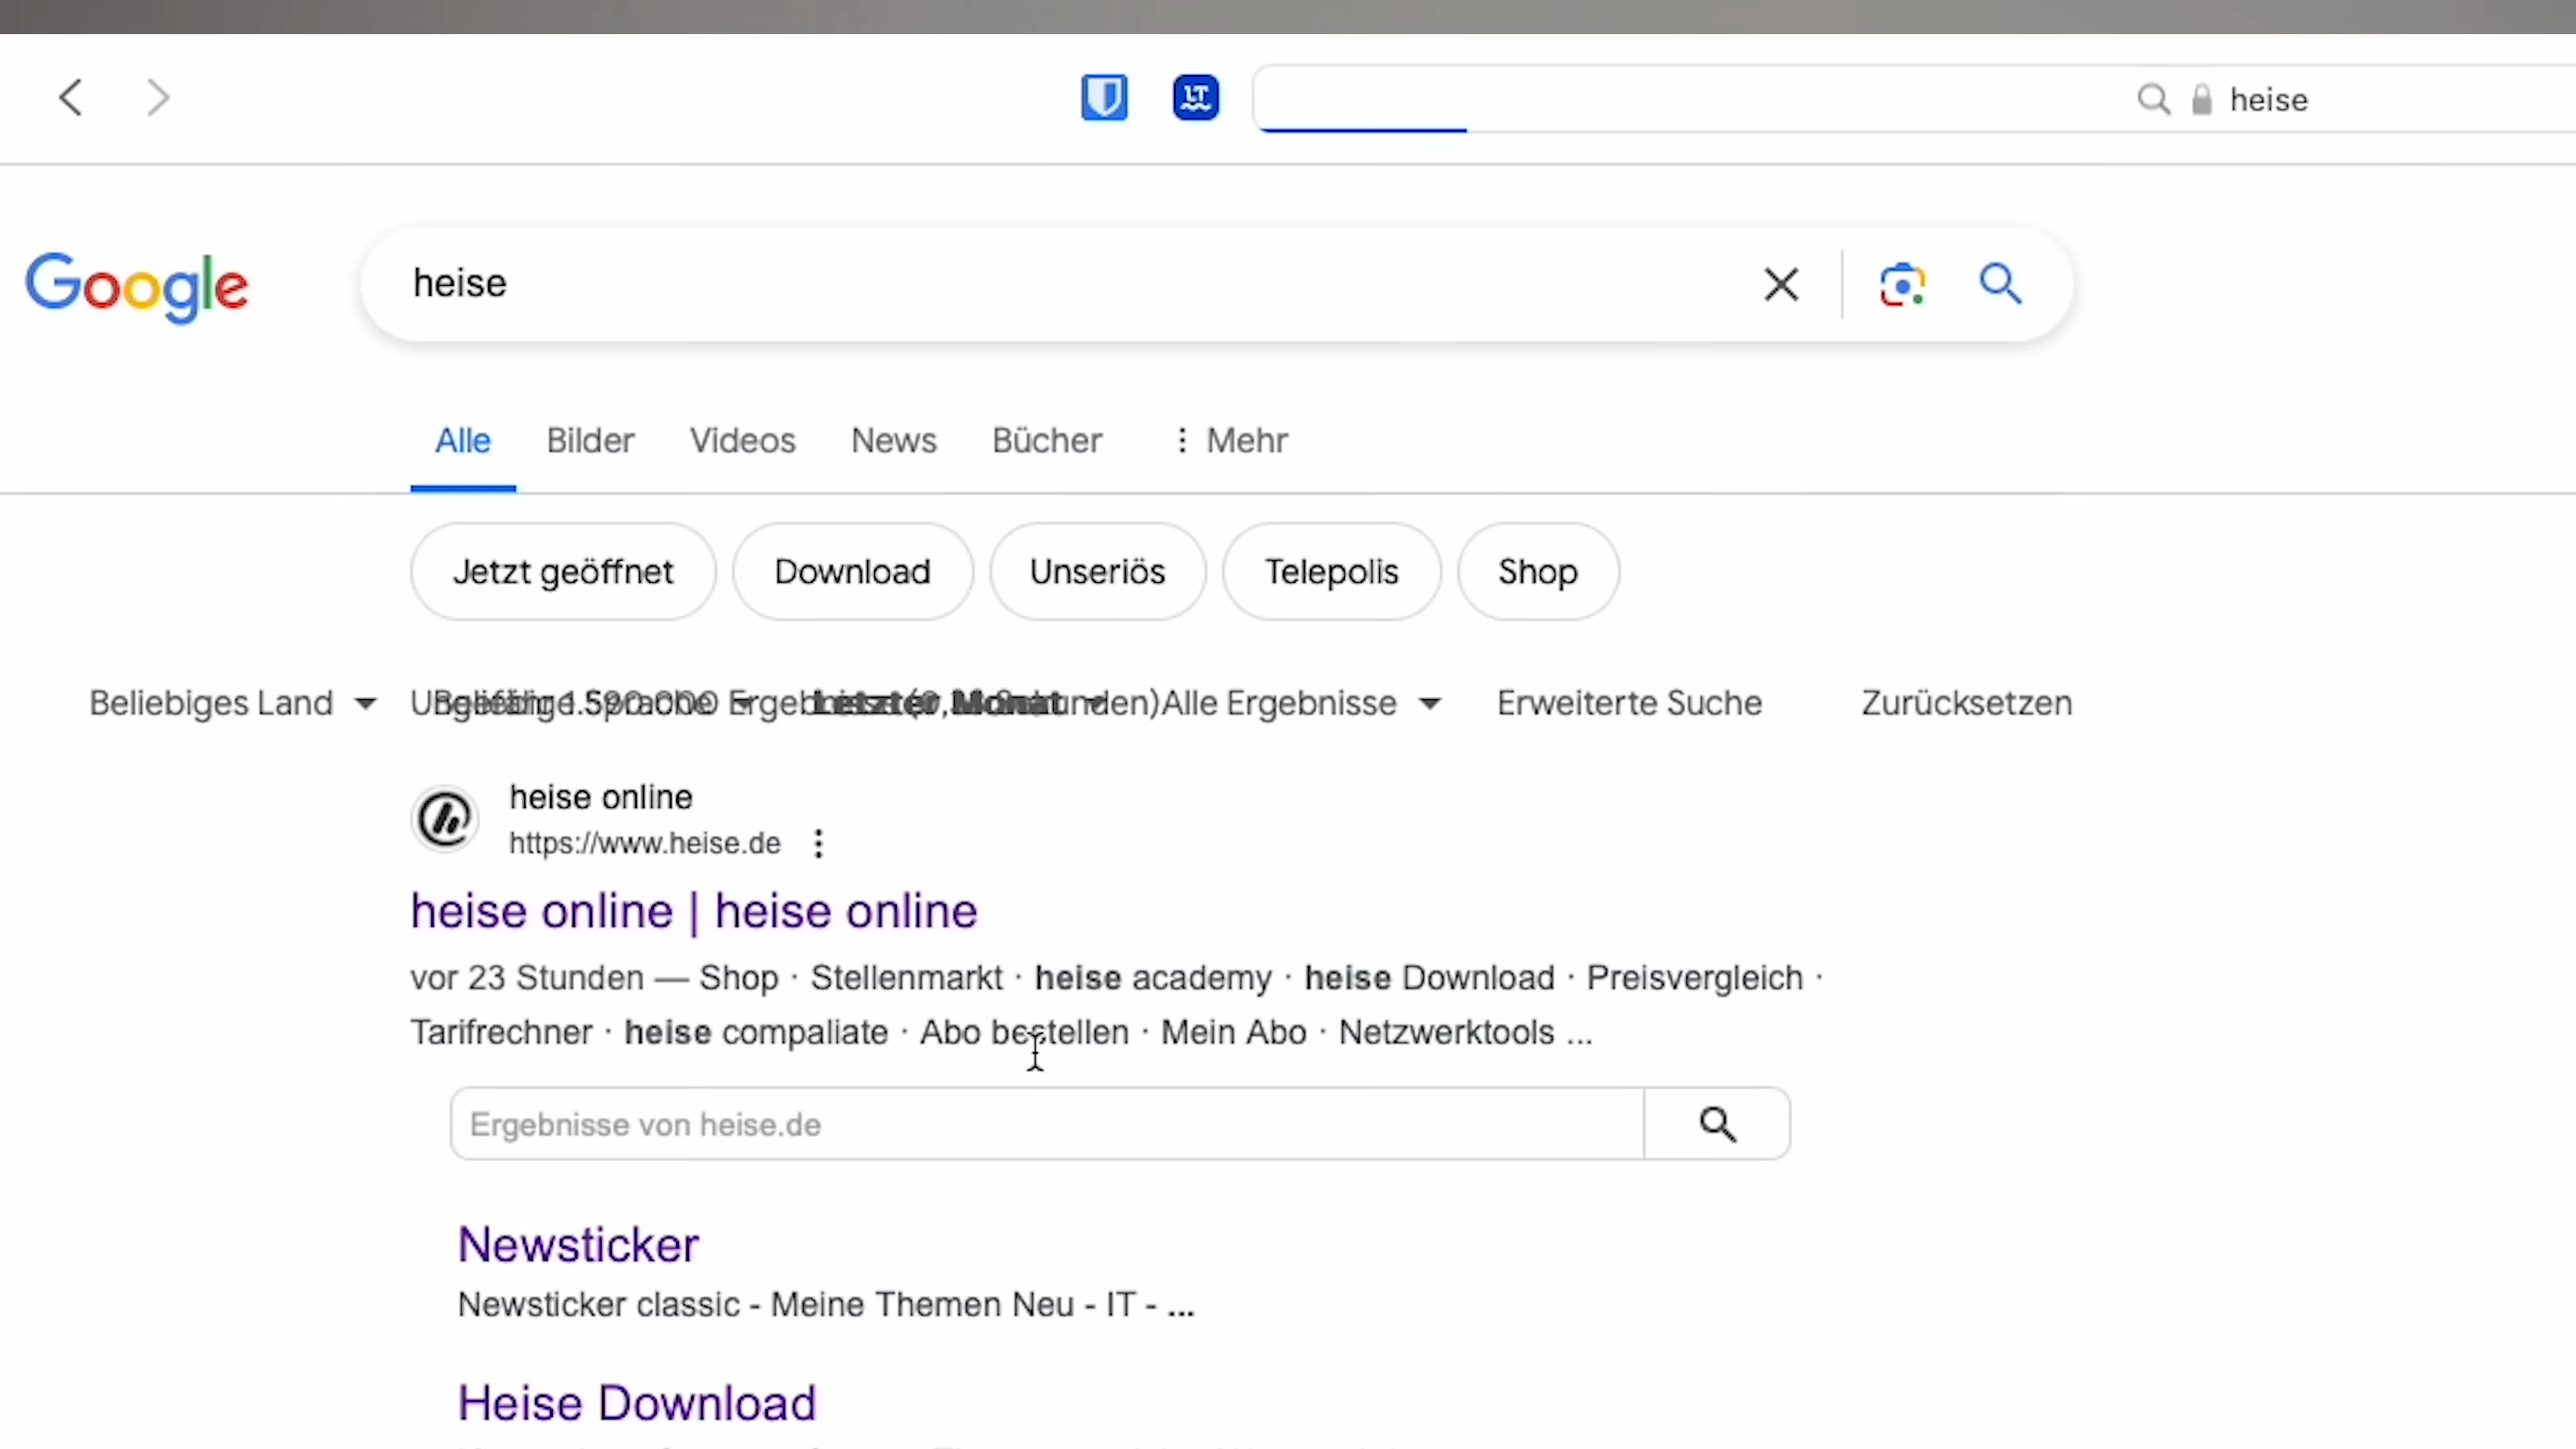 LT
heise
Google
heise
Alle Bilder Videos News Bücher Mehr
Jetzt geöffnet Download Unseriös Telepolis Shop
Beliebiges Land Alle Ergebnisse Erweiterte Suche Zurücksetzen
heise online
https://www.heise.de
heise online | heise online
vor 23 Stunden — Shop · Stellenmarkt · heise academy · heise Download · Preisvergleich ·
Tarifrechner · heise compaliate · Abo bestellen · Mein Abo · Netzwerktools ...
Ergebnisse von heise.de
Newsticker
Newsticker classic - Meine Themen Neu - IT - ...
Heise Download